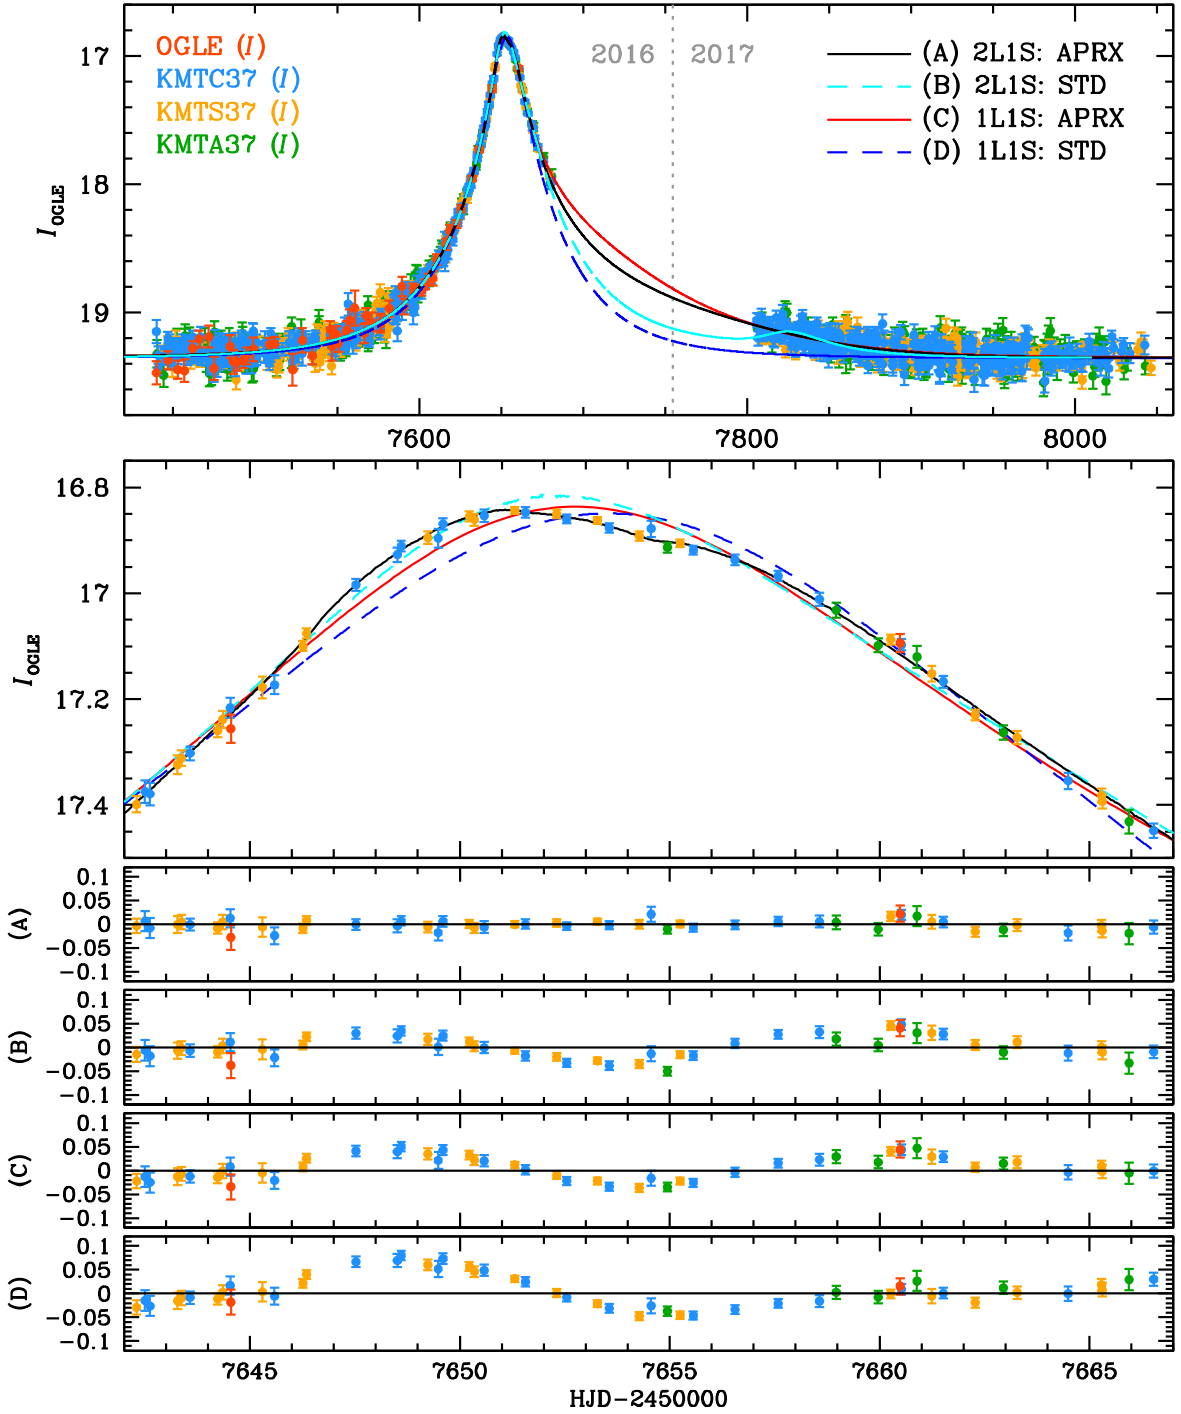 OGLE (I)
KMTC37 (I)
KMTS37 (I)
KMTA37 (I)
2016 2017
(A) 2L1S: APRX
(B) 2L1S: STD
(C) 1L1S: APRX
(D) 1L1S: STD
17
18
19
I_OGLE
7600 7800 8000
16.8
17
17.2
17.4
I_OGLE
0.1
0.05
0
−0.05
−0.1
(A)
0.1
0.05
0
−0.05
−0.1
(B)
0.1
0.05
0
−0.05
−0.1
(C)
0.1
0.05
0
−0.05
−0.1
(D)
7645 7650 7655 7660 7665
HJD−2450000